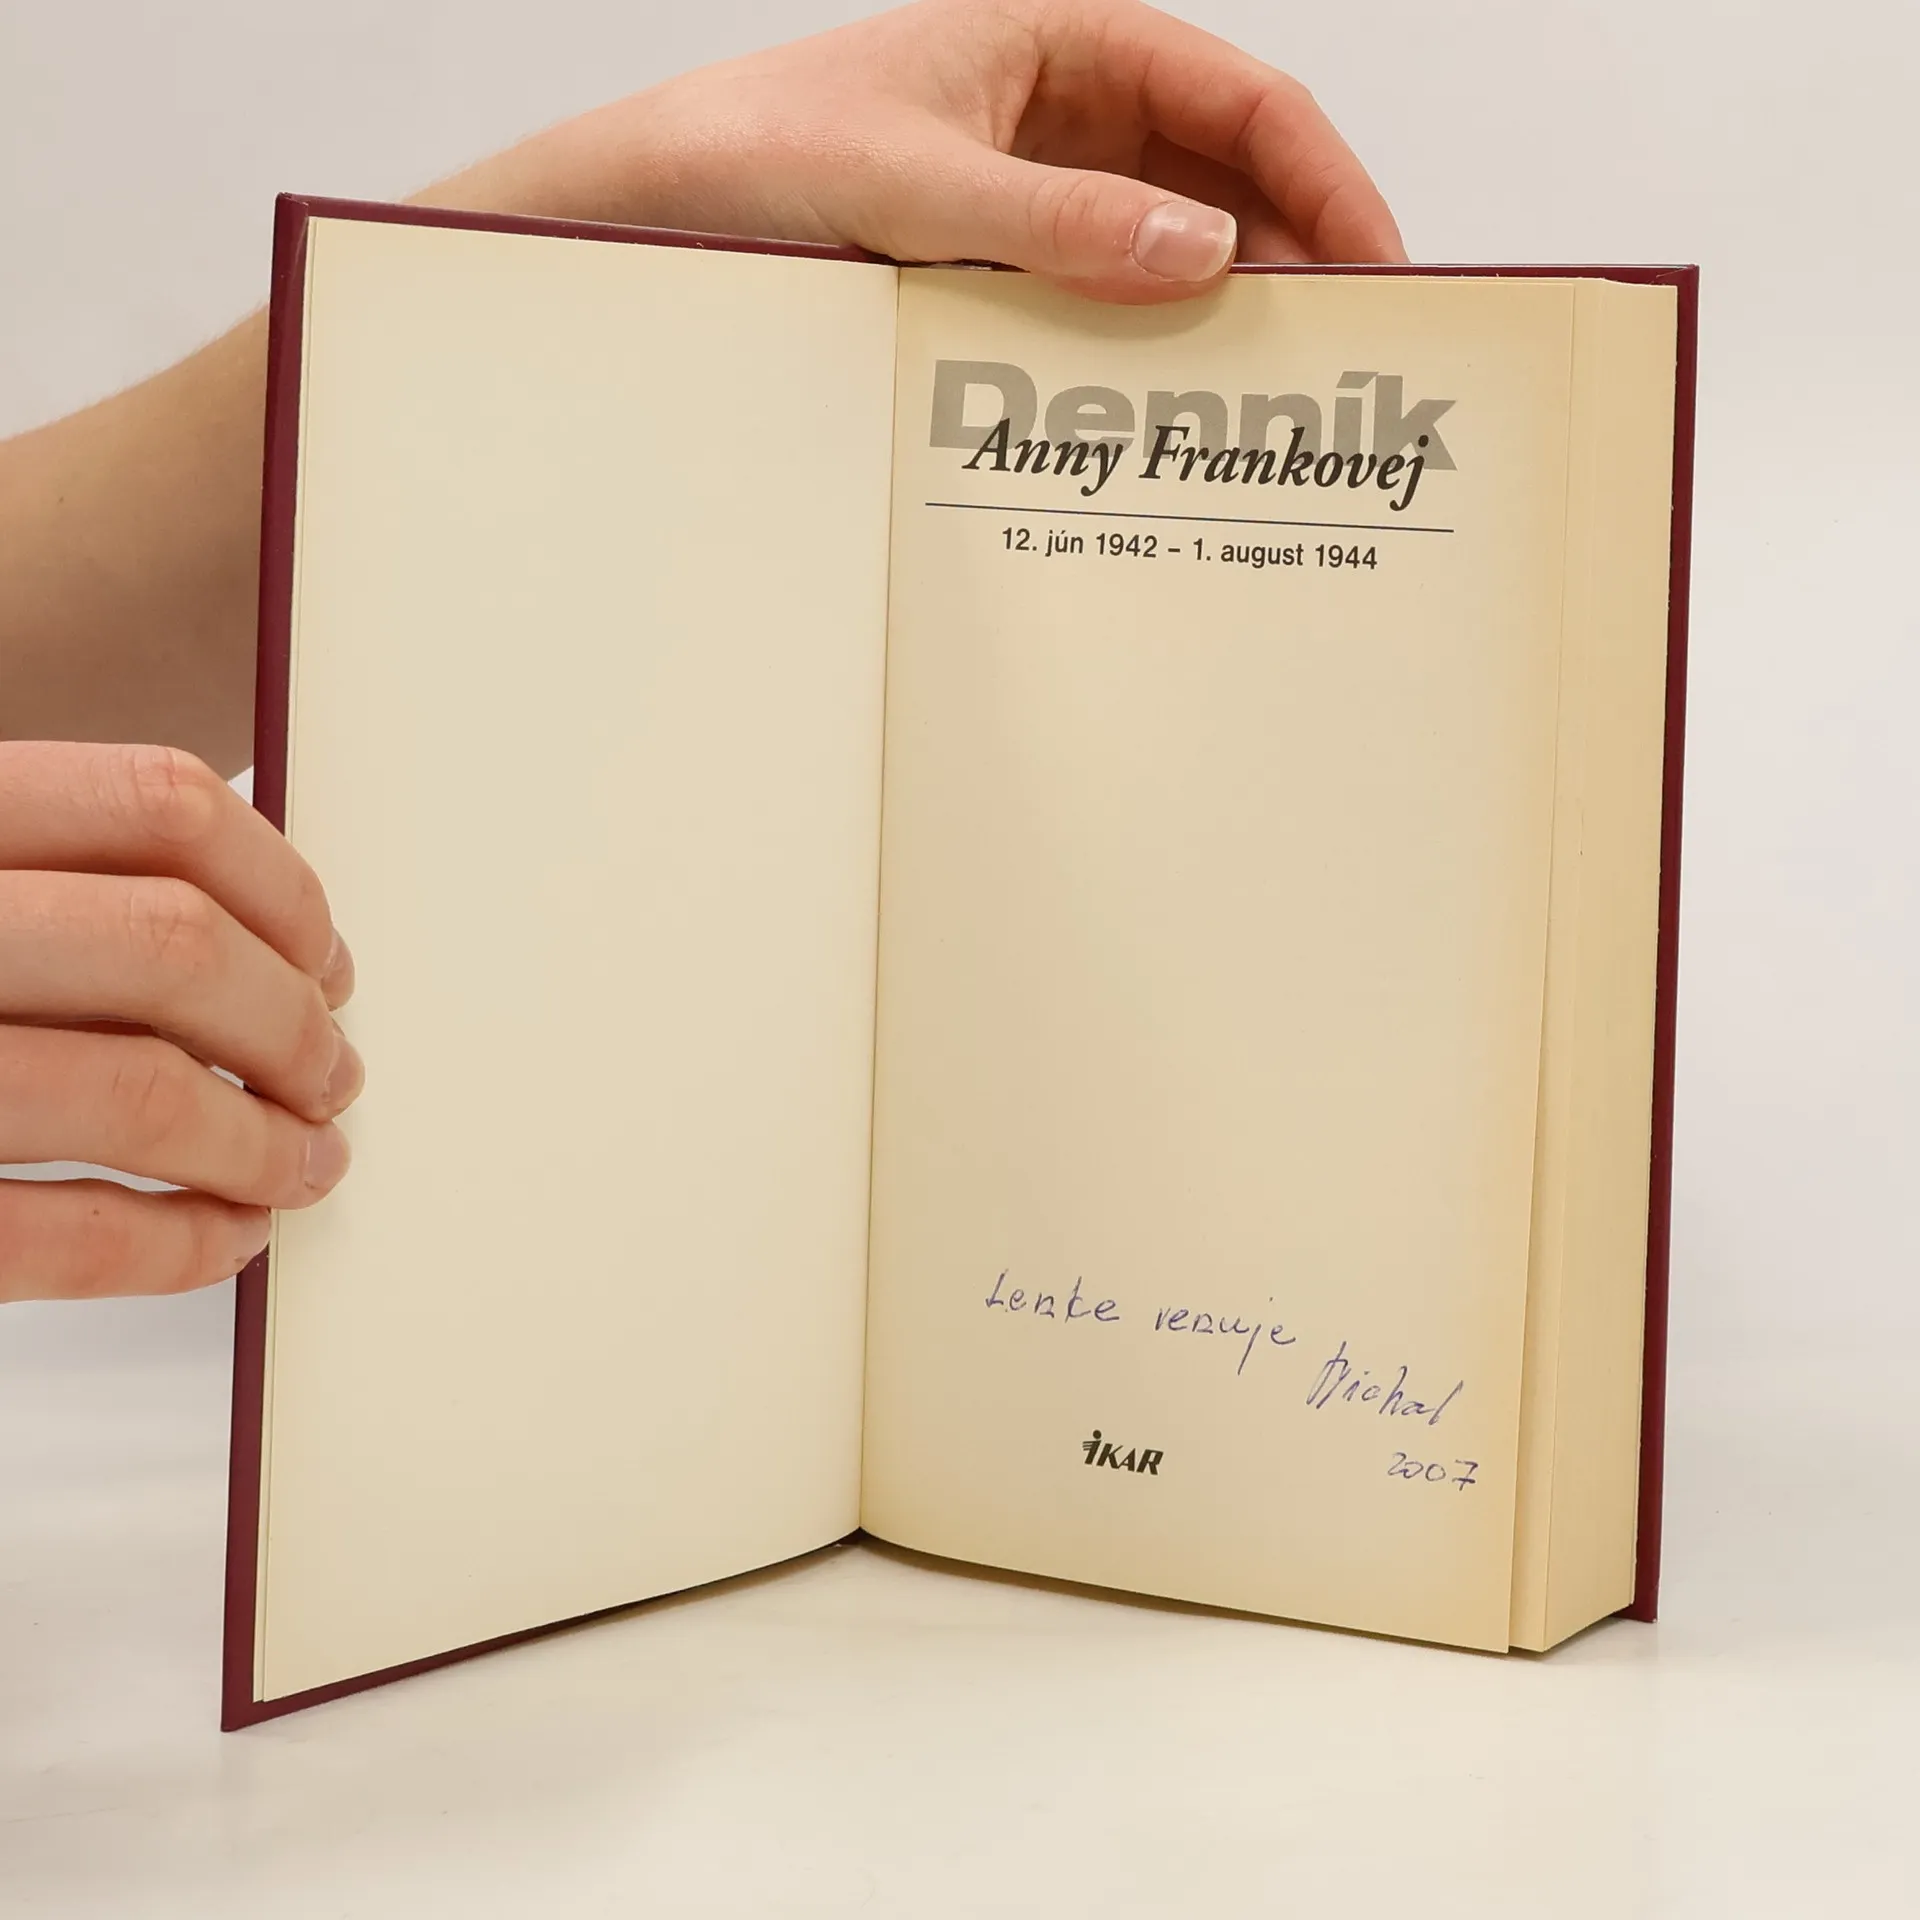 Denník
Anny Frankovej
12. jún 1942 – 1. august 1944
Lenke venuje
Michal
IKAR
2007